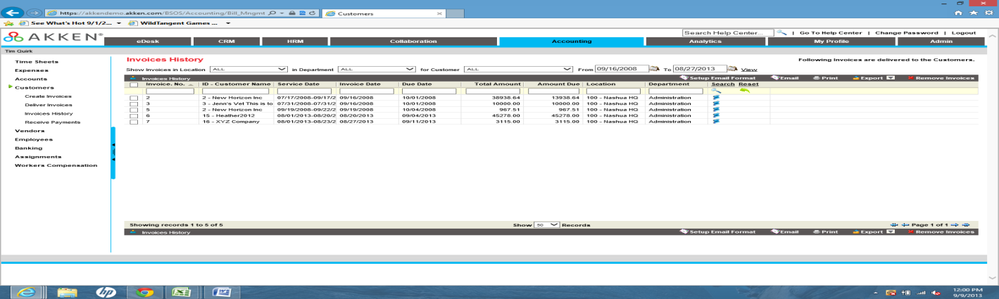 https://akkendemo.akken.com/BSOS/Accounting/Bill_Mngmt
Customers
See What's Hot 9/1/2...
WildTangent Games ...
AKKEN®
Search Help Center...
| Go To Help Center | Change Password | Logout
eDesk CRM HRM Collaboration Accounting Analytics My Profile Admin
Tim Quirk
Time Sheets
Expenses
Accounts
Customers
Create Invoices
Deliver Invoices
Invoices History
Receive Payments
Vendors
Employees
Banking
Assignments
Workers Compensation
Invoices History
Following Invoices are delivered to the Customers.
Show Invoices in Location ALL in Department ALL for Customer ALL From 09/16/2008 To 08/27/2013 View
Invoices History Setup Email Format Email Print Export Remove Invoices
Invoice. No. ID - Customer Name Service Date Invoice Date Due Date Total Amount Amount Due Location Department Search Reset
2 2 - New Horizon Inc 07/17/2008-09/17/2 09/16/2008 10/01/2008 38938.64 13938.64 100 - Nashua HQ Administration
3 3 - Jenn's Vet This is to 07/31/2008-07/31/2 09/16/2008 10/01/2008 10000.00 10000.00 100 - Nashua HQ Administration
5 2 - New Horizon Inc 09/19/2008-09/22/2 09/19/2008 10/04/2008 967.51 967.51 100 - Nashua HQ Administration
6 15 - Heather2012 08/01/2013-08/20/2 08/20/2013 09/04/2013 45278.00 45278.00 100 - Nashua HQ Administration
7 16 - XYZ Company 08/01/2013-08/23/2 08/27/2013 09/11/2013 3115.00 3115.00 100 - Nashua HQ Administration
Showing records 1 to 5 of 5 Show 50 Records Page 1 of 1
Invoices History Setup Email Format Email Print Export Remove Invoices
12:00 PM
9/9/2013